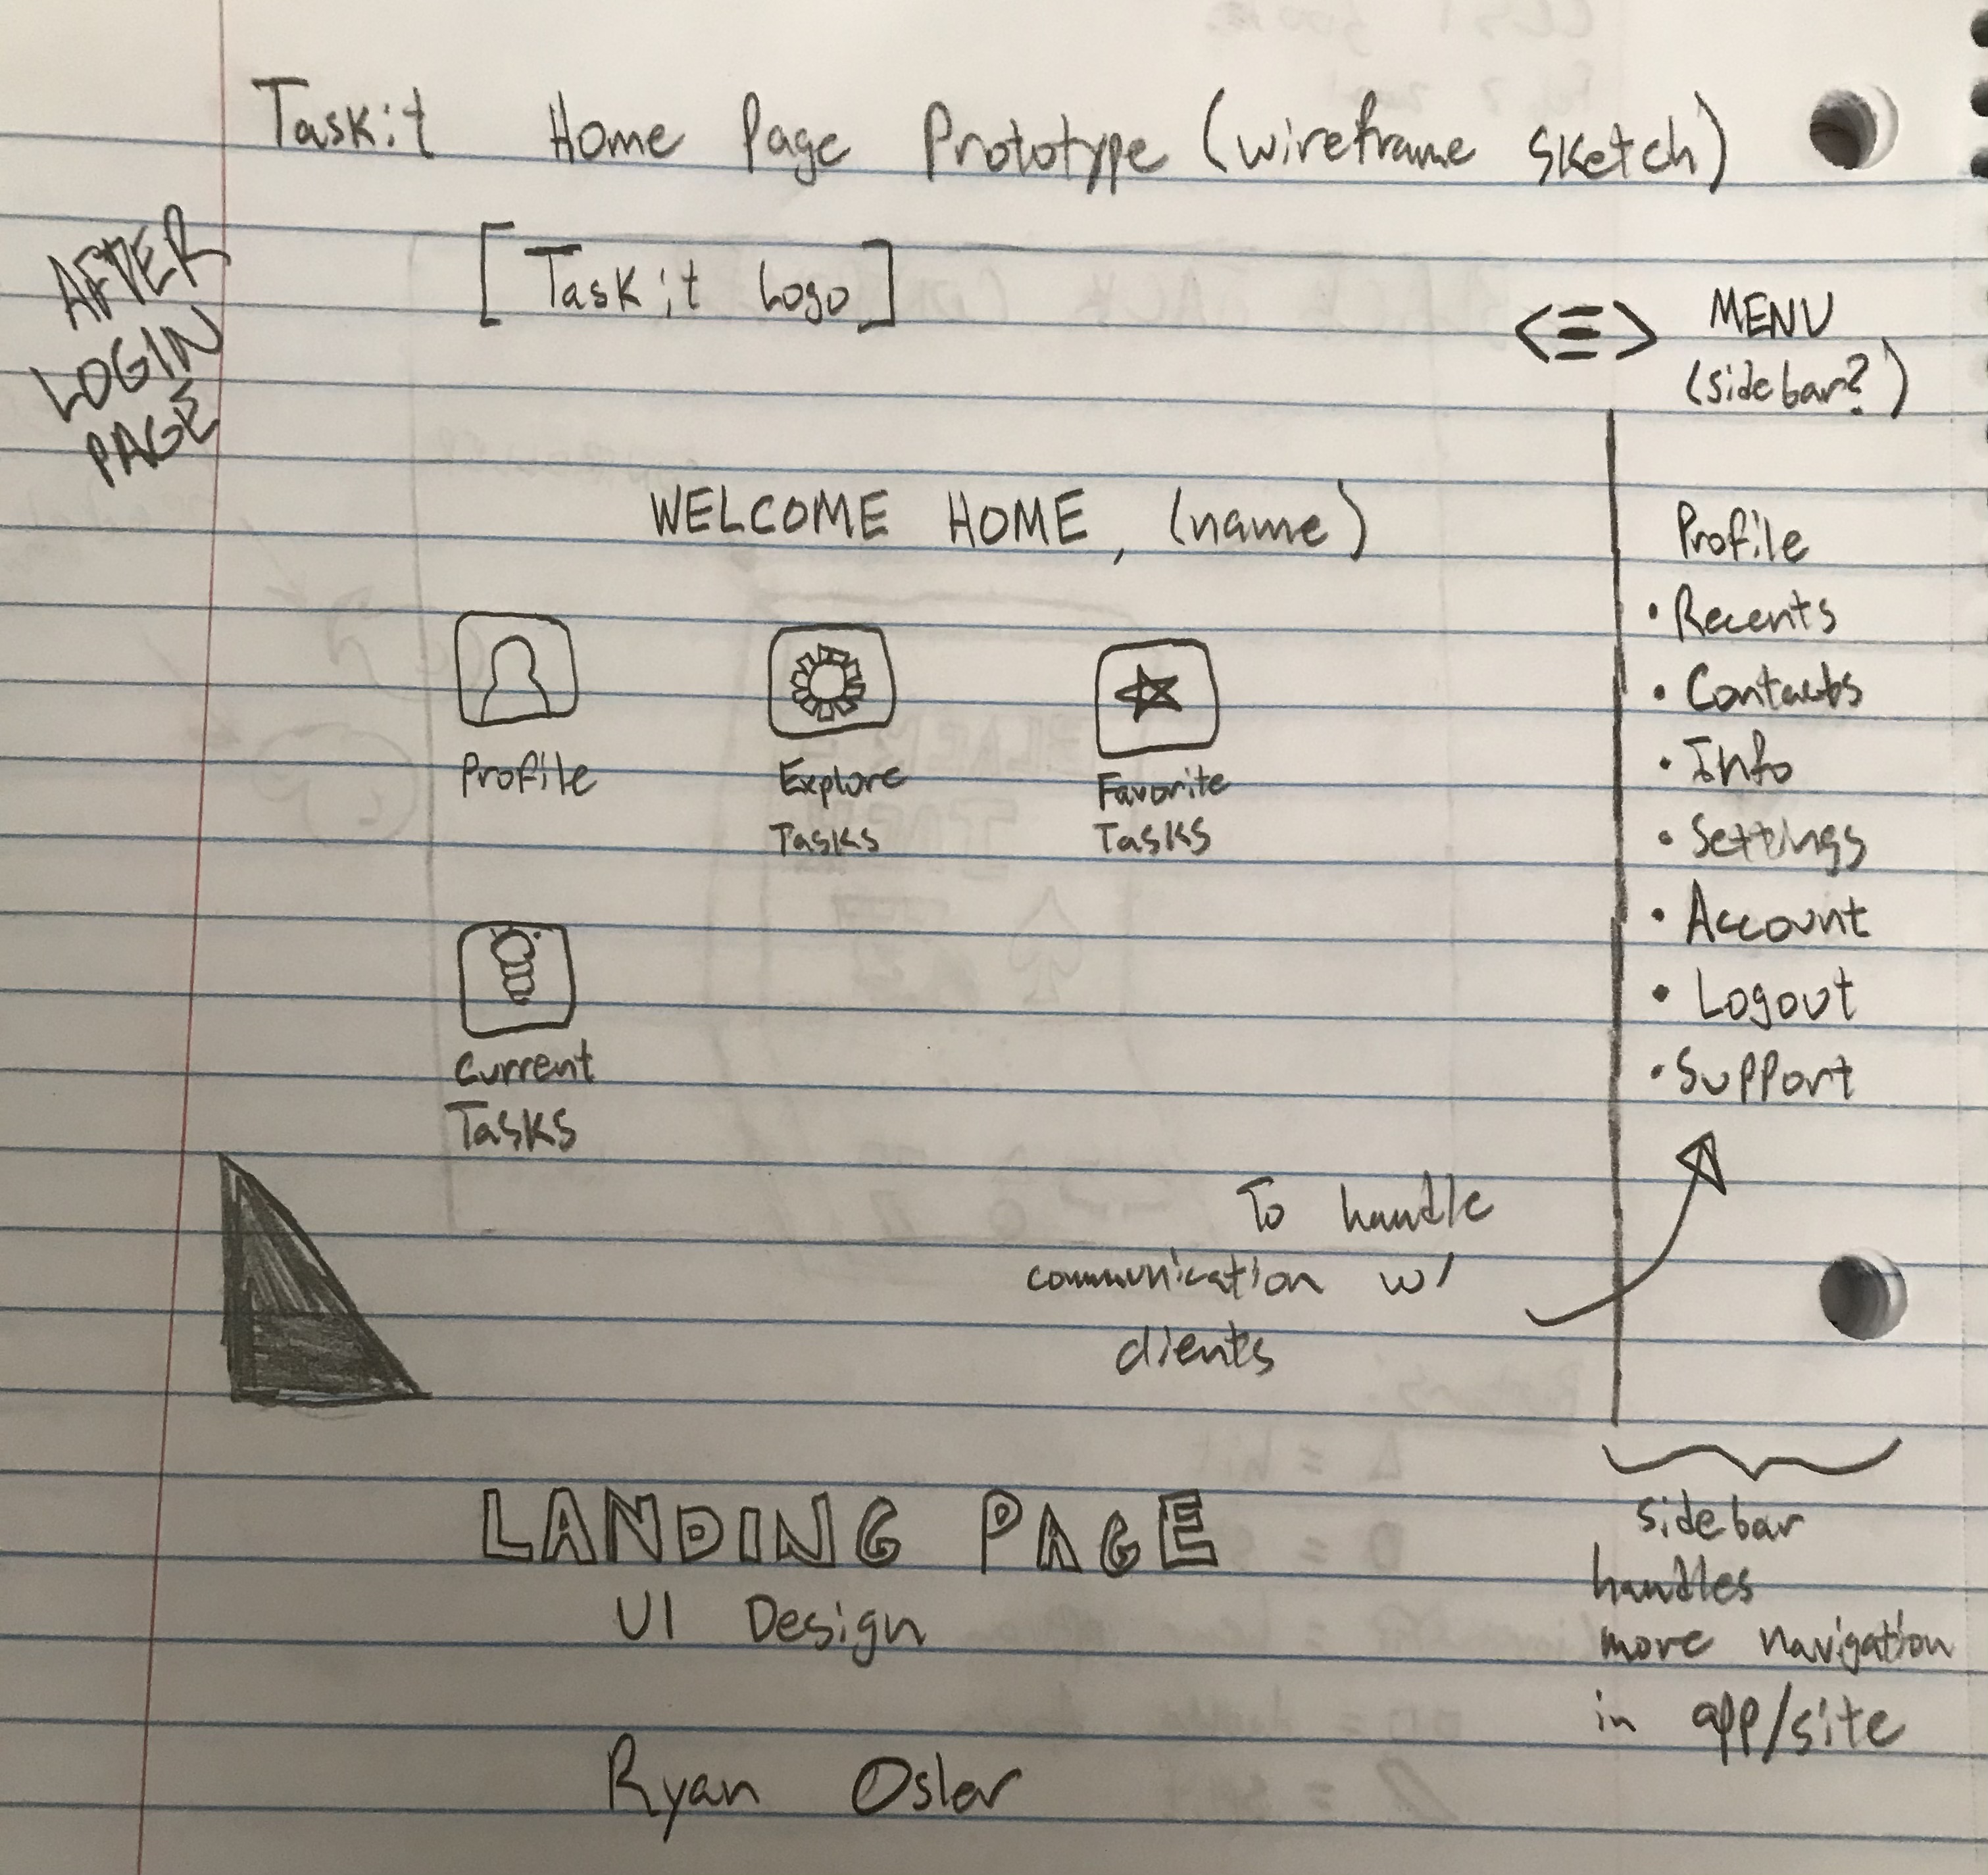 Taskit Home Page Prototype (wireframe sketch)
AFTER
LOGIN
PAGE
[Taskit Logo]
<≡> MENU
(sidebar?)
WELCOME HOME, (name)
Profile
Explore
Tasks
Favorite
Tasks
Current
Tasks
Profile
• Recents
• Contacts
• Info
• Settings
• Account
• Logout
• Support
To handle
communication w/
clients
sidebar
handles
more navigation
in app/site
LANDING PAGE
UI Design
Ryan Osler